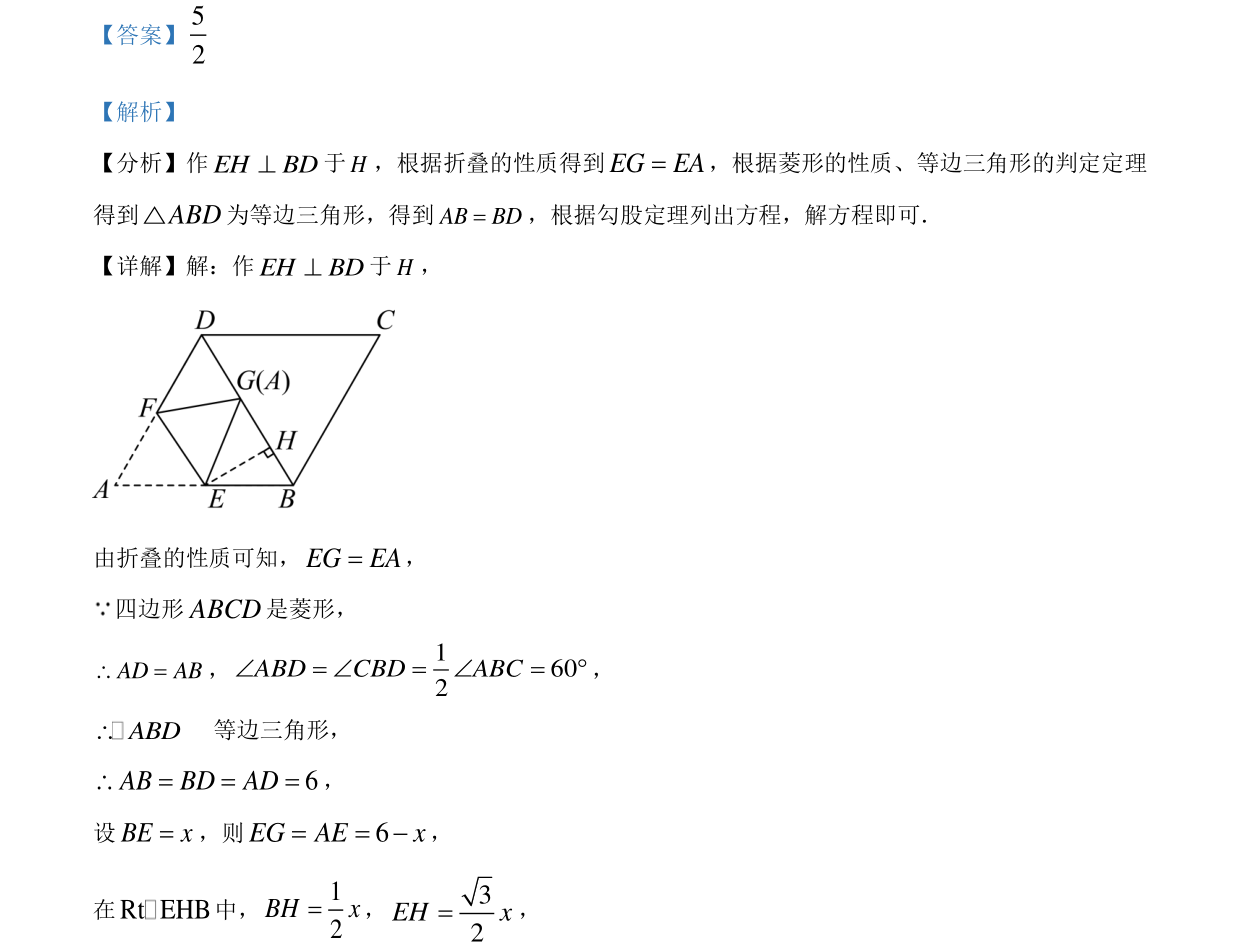 【答案】5/2
【解析】
【分析】作 EH ⊥ BD 于 H ，根据折叠的性质得到 EG = EA，根据菱形的性质、等边三角形的判定定理
得到 △ABD 为等边三角形，得到 AB = BD ，根据勾股定理列出方程，解方程即可．
【详解】解：作 EH ⊥ BD 于 H ，
D C
G(A)
F
H
A E B
由折叠的性质可知， EG = EA，
∵四边形 ABCD 是菱形，
∴ AD = AB ， ∠ABD = ∠CBD = 1/2 ∠ABC = 60°，
∴□ ABD 等边三角形，
∴ AB = BD = AD = 6，
设 BE = x ，则 EG = AE = 6 − x，
在 Rt□EHB 中， BH = 1/2 x， EH = √3/2 x ，